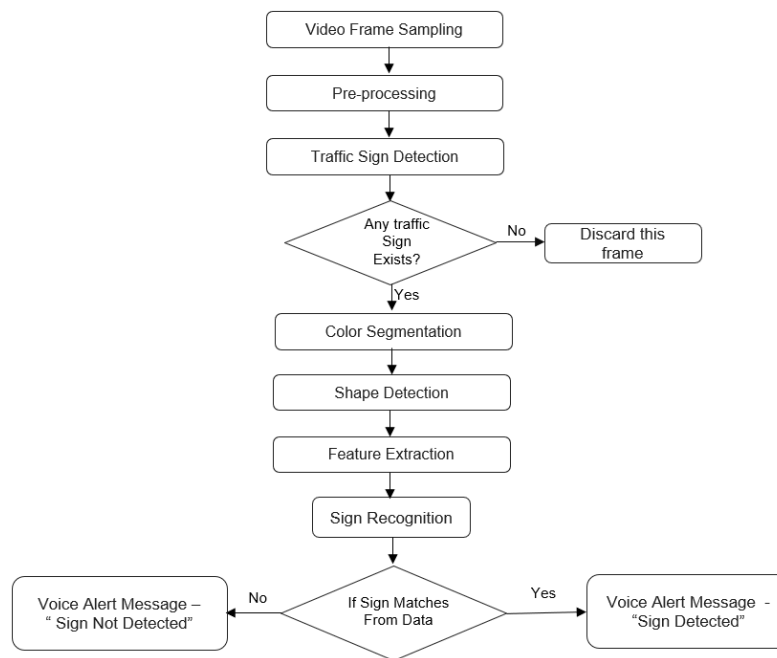 Video Frame Sampling
Pre-processing
Traffic Sign Detection
Any traffic
Sign
Exists?
No
Discard this
frame
Yes
Color Segmentation
Shape Detection
Feature Extraction
Sign Recognition
If Sign Matches
From Data
No
Voice Alert Message –
“ Sign Not Detected”
Yes
Voice Alert Message -
“Sign Detected”